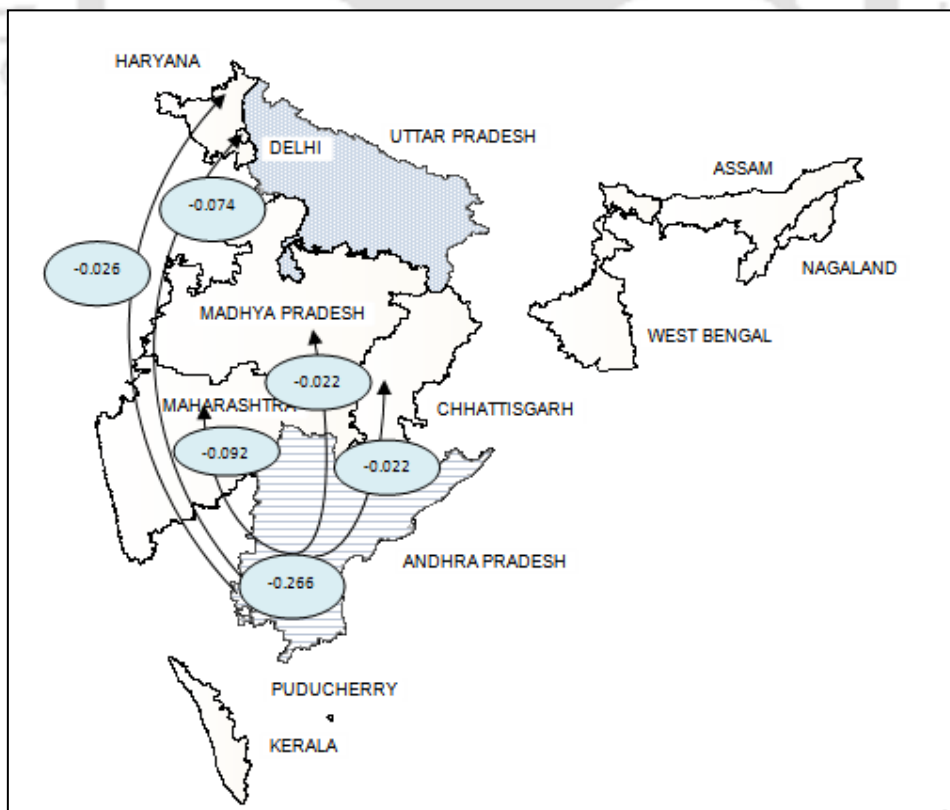 HARYANA
UTTAR PRADESH
DELHI
ASSAM
-0.074
-0.026
NAGALAND
MADHYA PRADESH
WEST BENGAL
-0.022
MAHARASHTRA
CHHATTISGARH
-0.092
-0.022
ANDHRA PRADESH
-0.266
PUDUCHERRY
KERALA